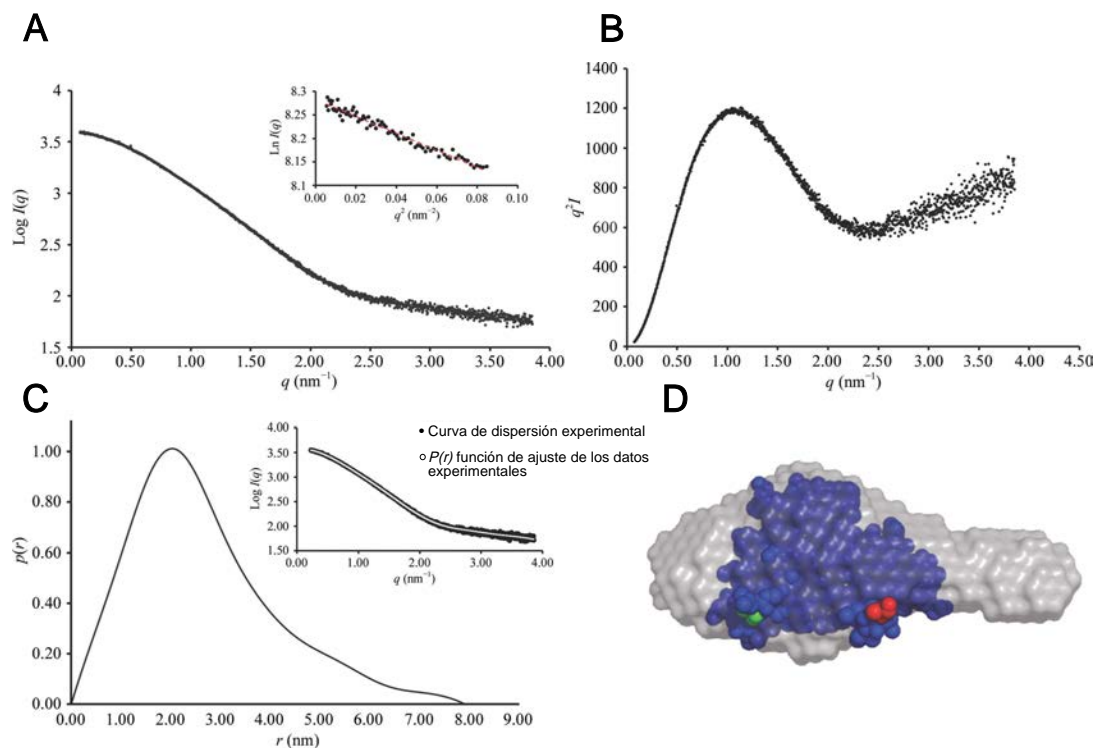 A
4
3.5
3
2.5
2
1.5
Log I(q)
0.00 0.50 1.00 1.50 2.00 2.50 3.00 3.50 4.00
q (nm⁻¹)
8.3
8.25
8.2
8.15
8.1
Ln I(q)
0.00 0.02 0.04 0.06 0.08 0.10
q² (nm⁻²)
B
1400
1200
1000
800
600
400
200
0
q²I
0.00 0.50 1.00 1.50 2.00 2.50 3.00 3.50 4.00 4.50
q (nm⁻¹)
C
1.00
0.80
0.60
0.40
0.20
0.00
p(r)
0.00 1.00 2.00 3.00 4.00 5.00 6.00 7.00 8.00 9.00
r (nm)
3.50
3.00
2.50
2.00
1.50
Log I(q)
0.00 1.00 2.00 3.00 4.00
q (nm⁻¹)
Curva de dispersión experimental
P(r) función de ajuste de los datos
experimentales
D